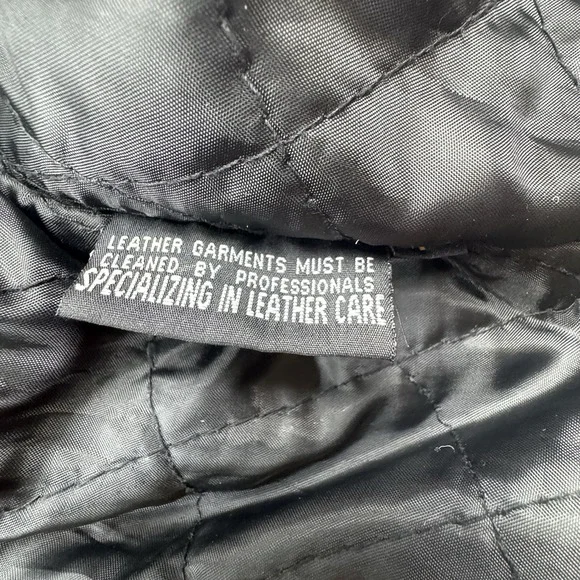 LEATHER GARMENTS MUST BE
CLEANED BY PROFESSIONALS
SPECIALIZING IN LEATHER CARE